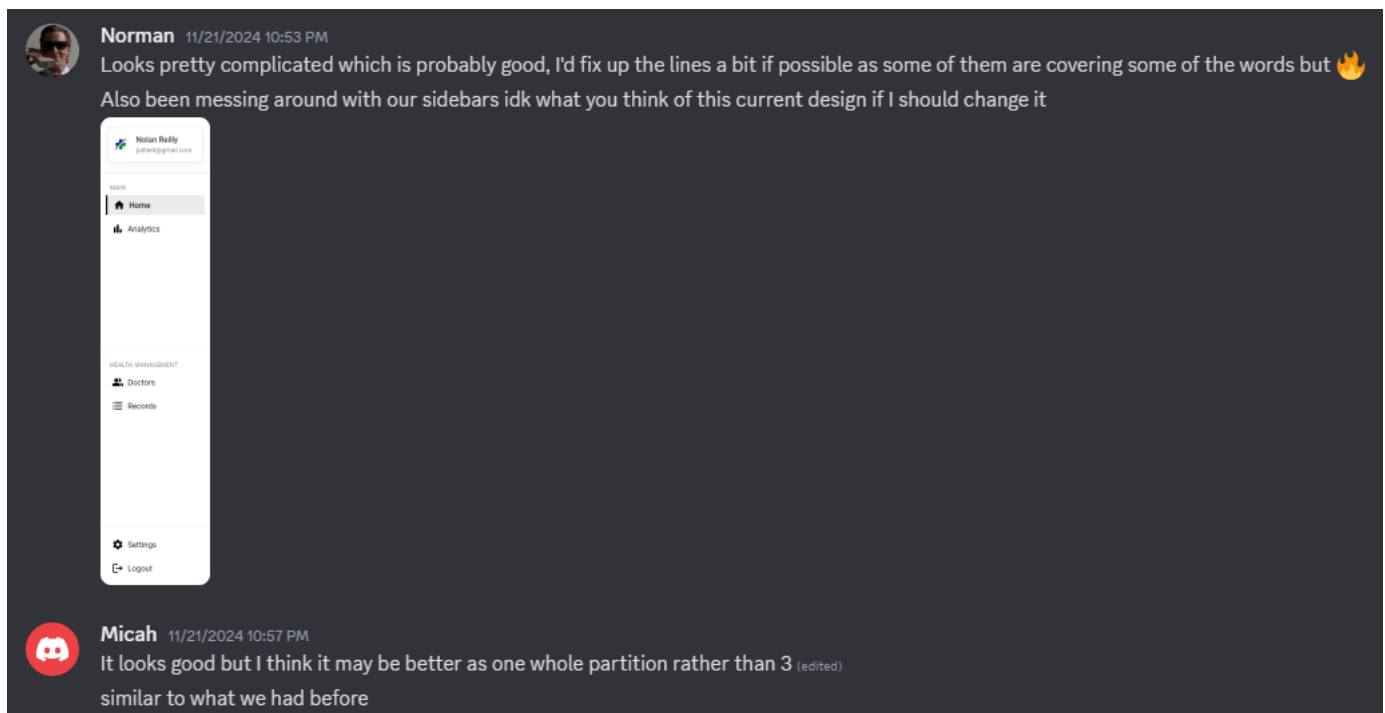 Norman 11/21/2024 10:53 PM
Looks pretty complicated which is probably good, I'd fix up the lines a bit if possible as some of them are covering some of the words but 🔥
Also been messing around with our sidebars idk what you think of this current design if I should change it
Nolan Reilly
patient@gmail.com
MAIN
Home
Analytics
HEALTH MANAGEMENT
Doctors
Records
Settings
Logout
Micah 11/21/2024 10:57 PM
It looks good but I think it may be better as one whole partition rather than 3 (edited)
similar to what we had before